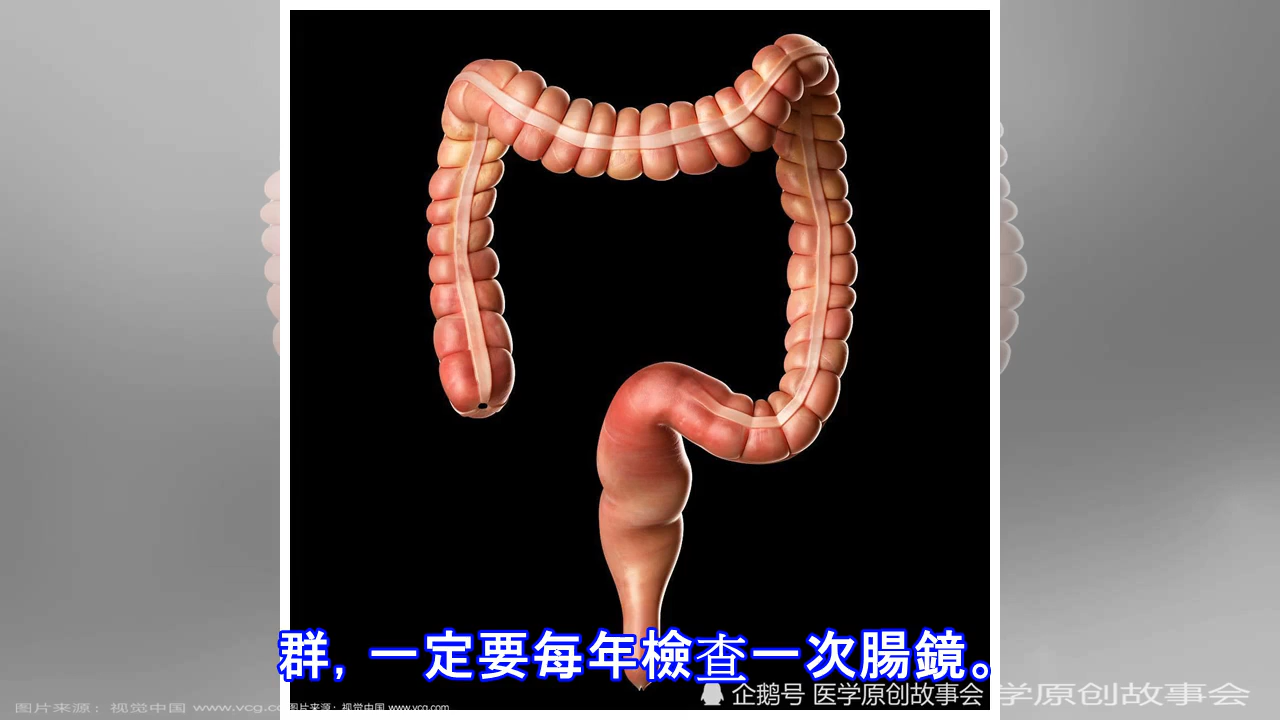 群,一定要每年檢查一次腸鏡。
企鹅号 医学原创故事会
学原创故事会
图片来源：视觉中国 www.vcg.co
图片来源：视觉中国 www.vcg.com